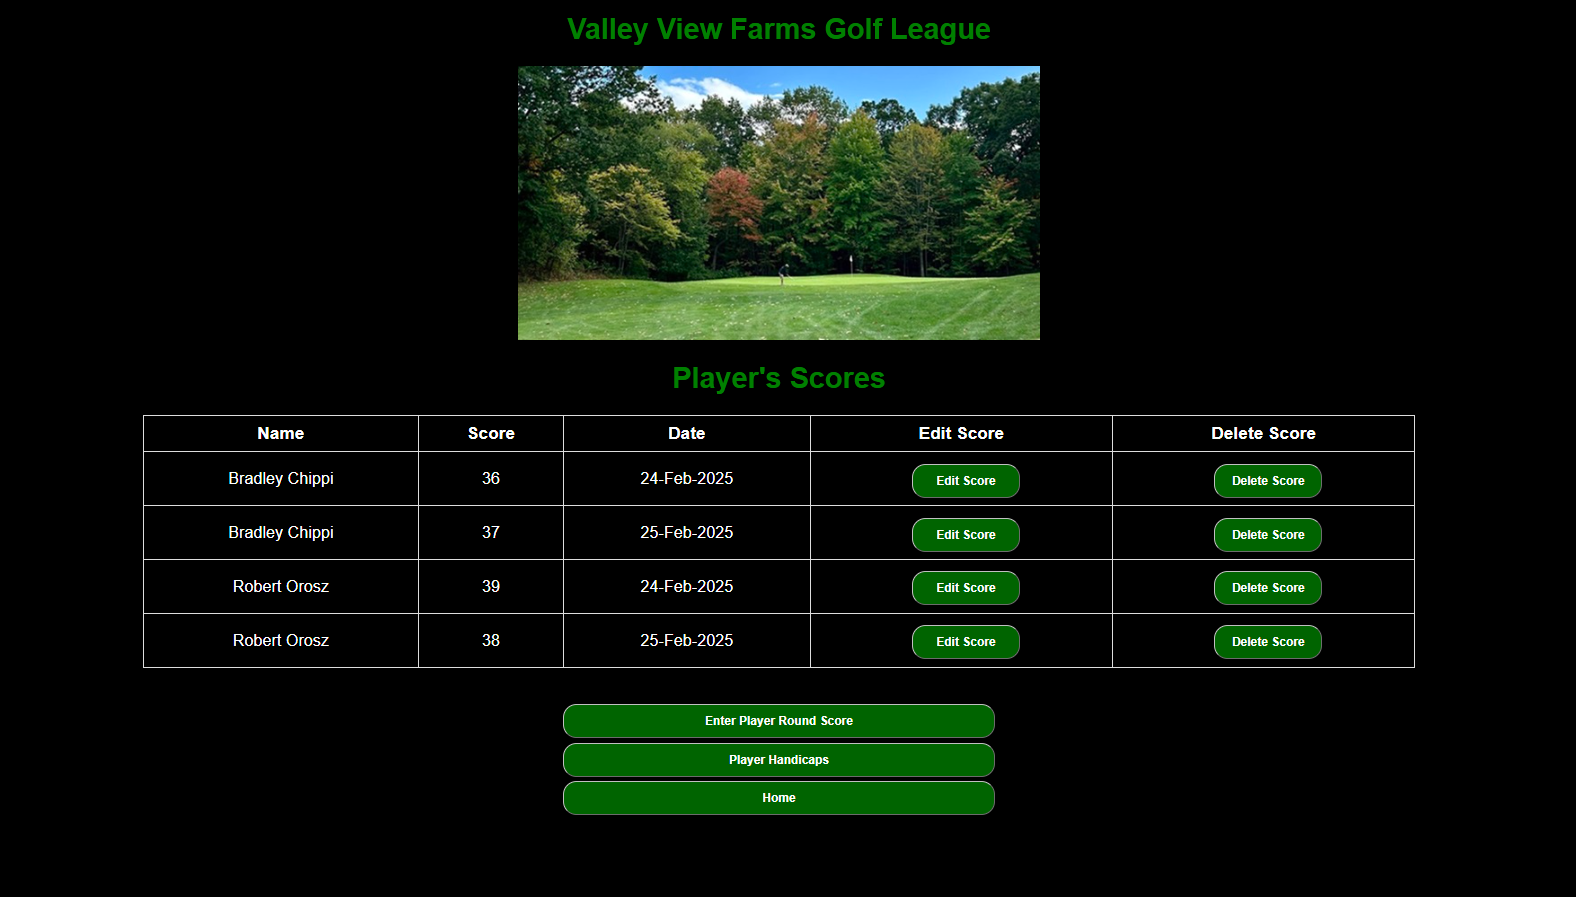 Valley View Farms Golf League
Player's Scores
Name Score Date Edit Score Delete Score
Bradley Chippi 36 24-Feb-2025 Edit Score Delete Score
Bradley Chippi 37 25-Feb-2025 Edit Score Delete Score
Robert Orosz 39 24-Feb-2025 Edit Score Delete Score
Robert Orosz 38 25-Feb-2025 Edit Score Delete Score
Enter Player Round Score
Player Handicaps
Home